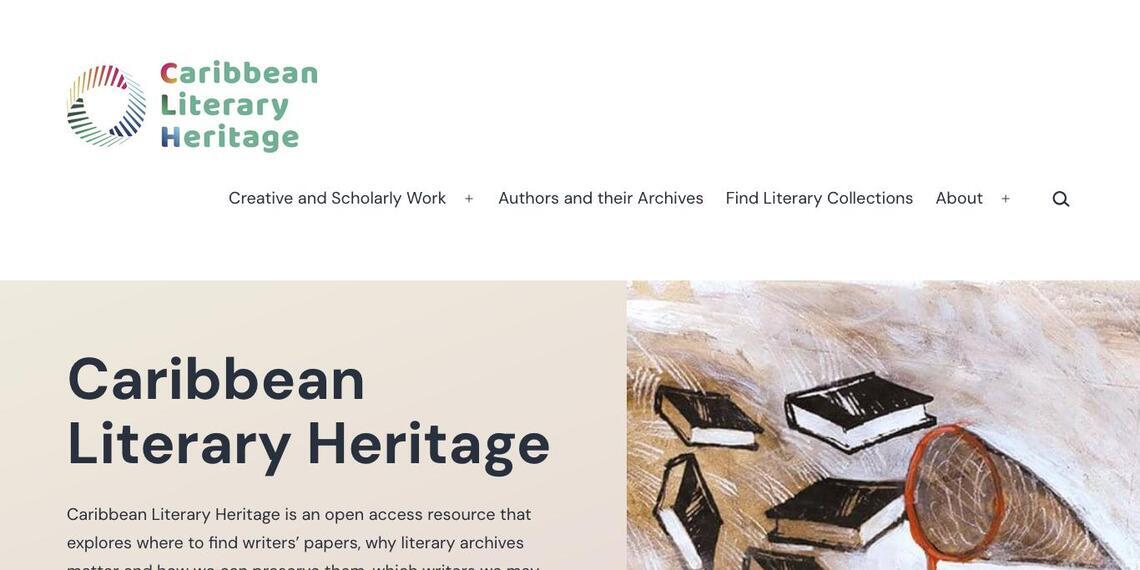 Caribbean
Literary
Heritage
Creative and Scholarly Work + Authors and their Archives Find Literary Collections About +
Caribbean
Literary Heritage
Caribbean Literary Heritage is an open access resource that
explores where to find writers’ papers, why literary archives
matter and how we can preserve them, which writers we may